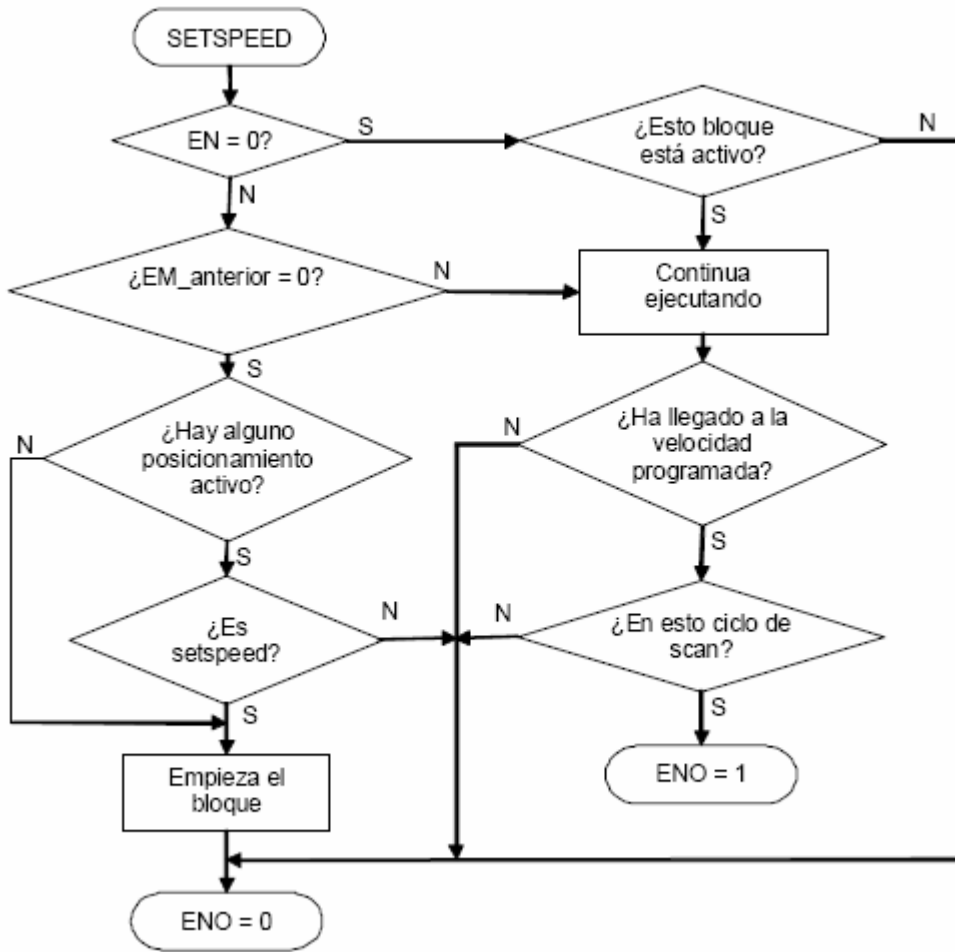 SETSPEED
EN = 0?
S
¿Esto bloque
está activo?
N
N
S
¿EM_anterior = 0?
N
Continua
ejecutando
S
N
¿Hay alguno
posicionamiento
activo?
N
¿Ha llegado a la
velocidad
programada?
S
S
¿Es
setspeed?
N
N
¿En esto ciclo de
scan?
S
S
Empieza el
bloque
ENO = 1
ENO = 0